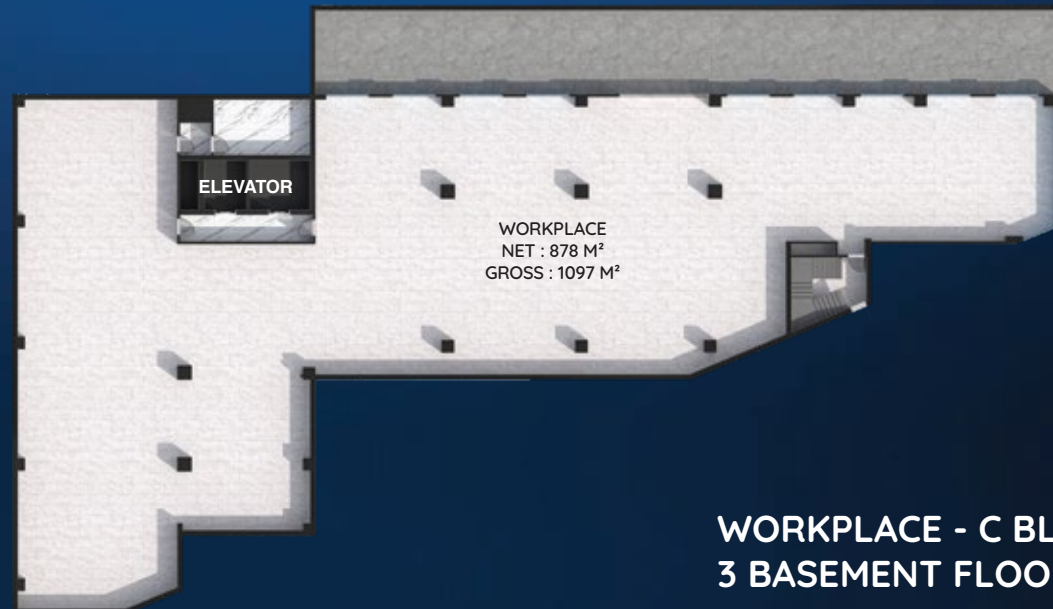 ELEVATOR
WORKPLACE
NET : 878 M²
GROSS : 1097 M²
WORKPLACE - C BL
3 BASEMENT FLOO